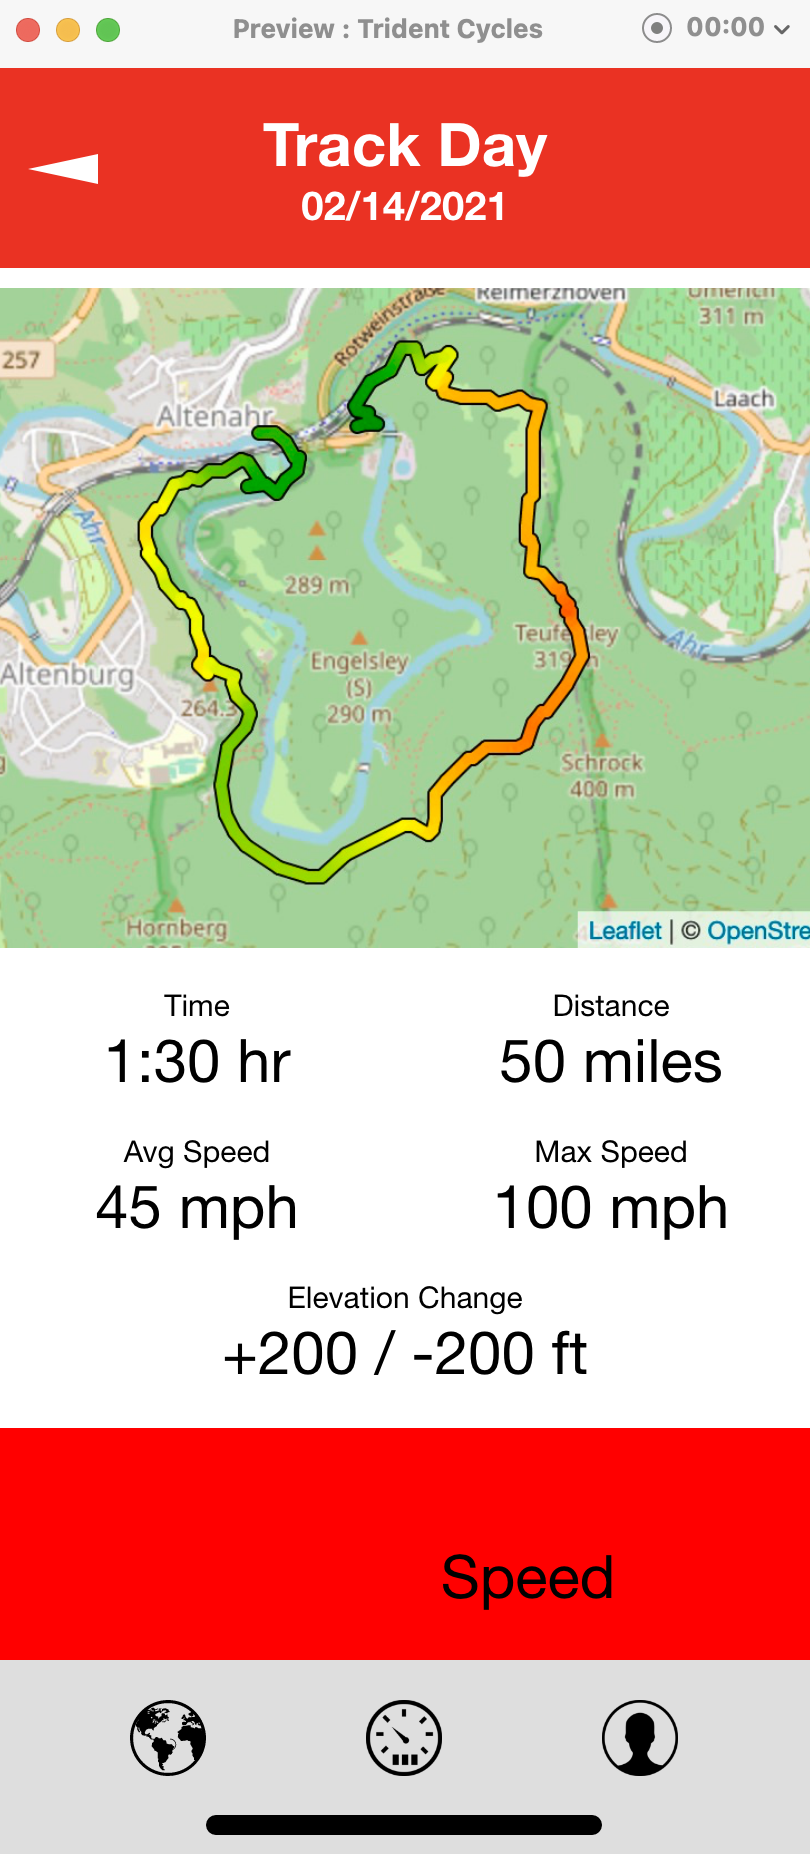 Preview : Trident Cycles
00:00
Track Day
02/14/2021
Reimerzhoven
Umerich
311 m
Rotweinstraße
257
Laach
Altenahr
Ahr
289 m
Teufelsley
319 m
Ahr
Engelsley
(S)
290 m
Altenburg
264.3
Schrock
400 m
Hornberg
Leaflet | © OpenStre
Time
Distance
1:30 hr
50 miles
Avg Speed
Max Speed
45 mph
100 mph
Elevation Change
+200 / -200 ft
Speed